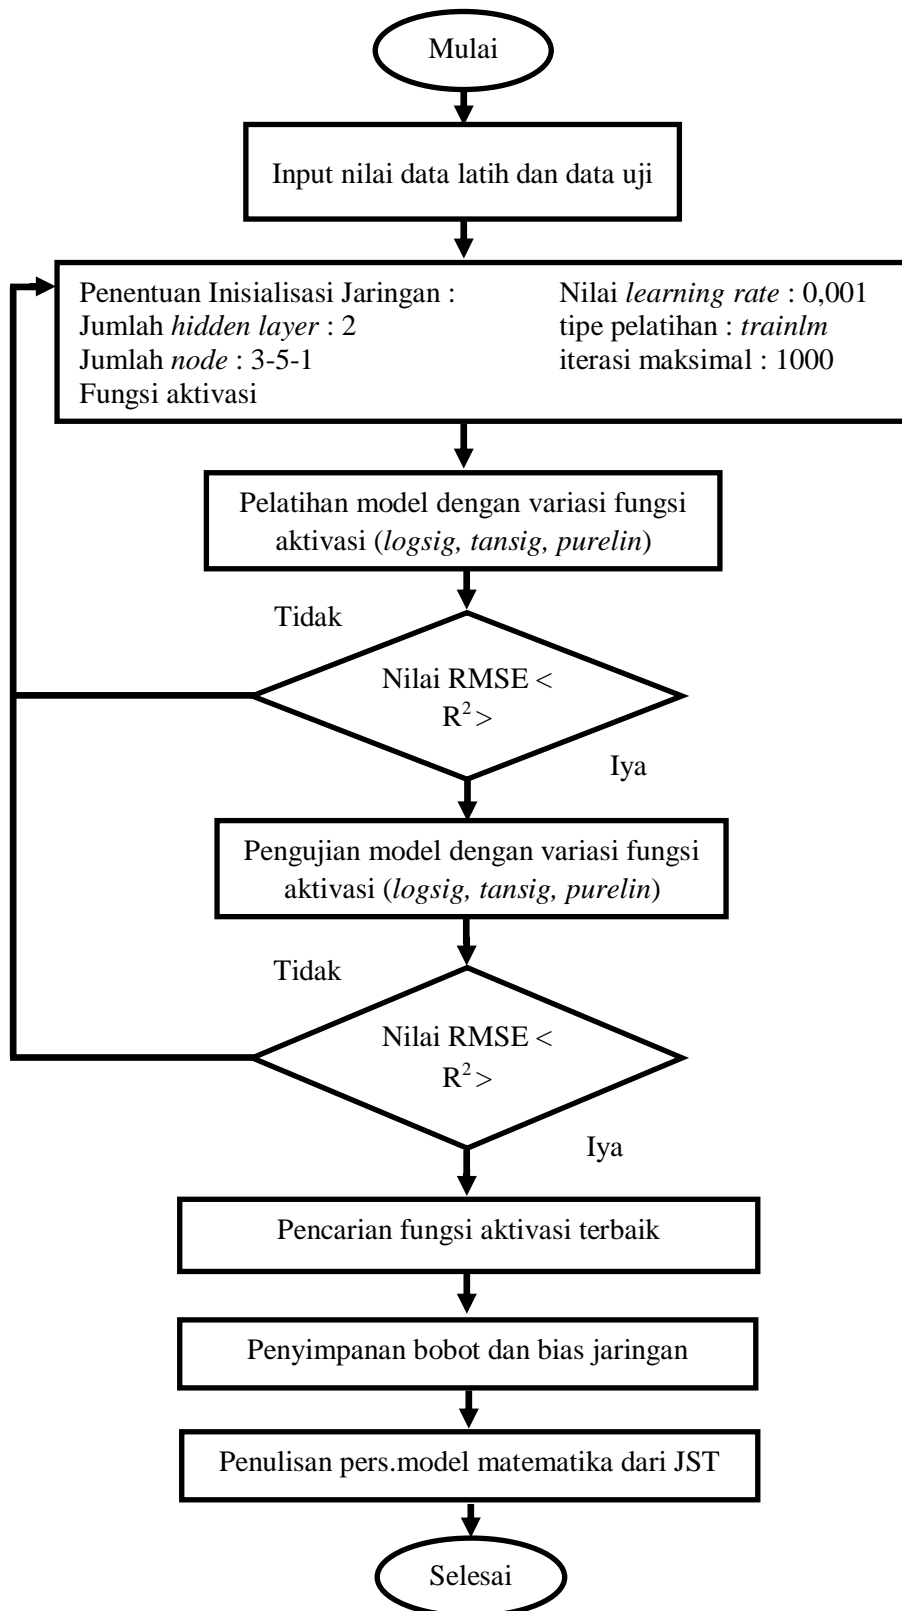 Mulai
Input nilai data latih dan data uji
Penentuan Inisialisasi Jaringan :
Jumlah hidden layer : 2
Jumlah node : 3-5-1
Fungsi aktivasi
Nilai learning rate : 0,001
tipe pelatihan : trainlm
iterasi maksimal : 1000
Pelatihan model dengan variasi fungsi
aktivasi (logsig, tansig, purelin)
Tidak
Nilai RMSE <
R² >
Iya
Pengujian model dengan variasi fungsi
aktivasi (logsig, tansig, purelin)
Tidak
Nilai RMSE <
R² >
Iya
Pencarian fungsi aktivasi terbaik
Penyimpanan bobot dan bias jaringan
Penulisan pers.model matematika dari JST
Selesai